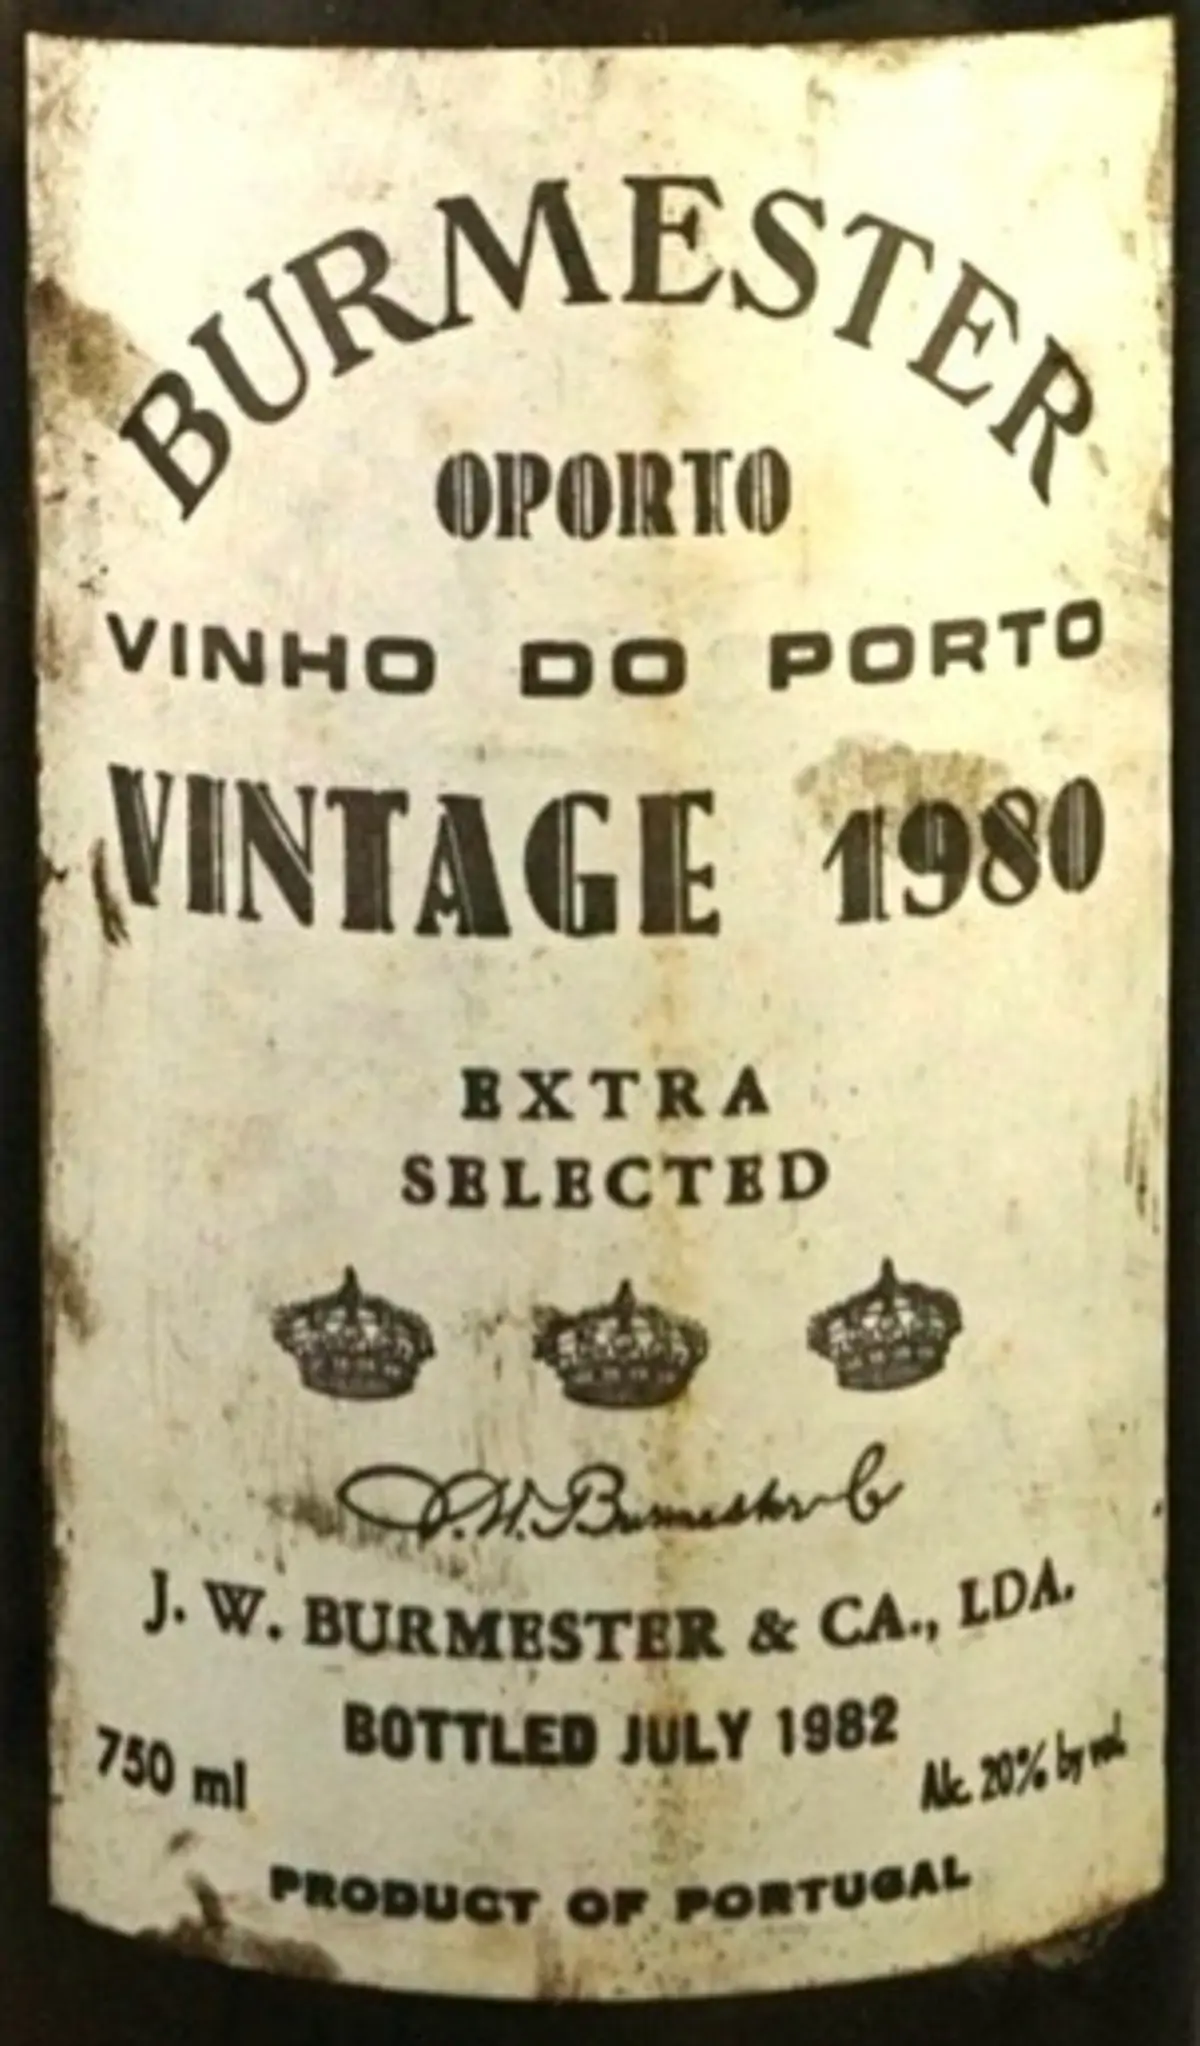 BURMESTER
OPORTO
VINHO DO PORTO
VINTAGE 1980
EXTRA
SELECTED
J. W. Burmester & C
J. W. BURMESTER & CA., LDA.
BOTTLED JULY 1982
750 ml
Alc. 20% by vol.
PRODUCT OF PORTUGAL